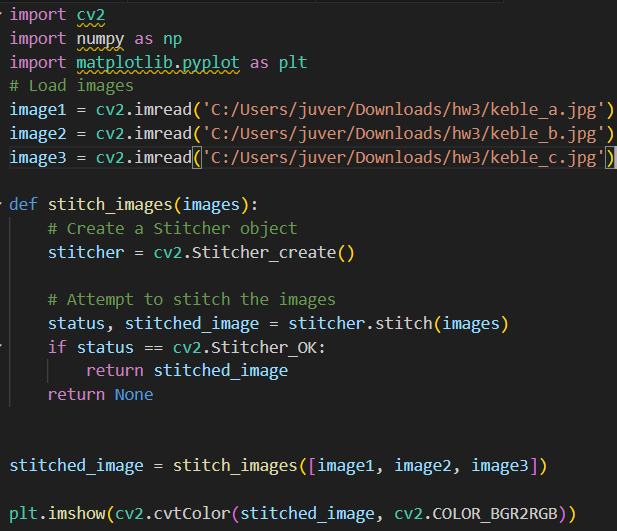 import cv2
import numpy as np
import matplotlib.pyplot as plt
# Load images
image1 = cv2.imread('C:/Users/juver/Downloads/hw3/keble_a.jpg')
image2 = cv2.imread('C:/Users/juver/Downloads/hw3/keble_b.jpg')
image3 = cv2.imread('C:/Users/juver/Downloads/hw3/keble_c.jpg')
def stitch_images(images):
    # Create a Stitcher object
    stitcher = cv2.Stitcher_create()
    # Attempt to stitch the images
    status, stitched_image = stitcher.stitch(images)
    if status == cv2.Stitcher_OK:
        return stitched_image
    return None
stitched_image = stitch_images([image1, image2, image3])
plt.imshow(cv2.cvtColor(stitched_image, cv2.COLOR_BGR2RGB))